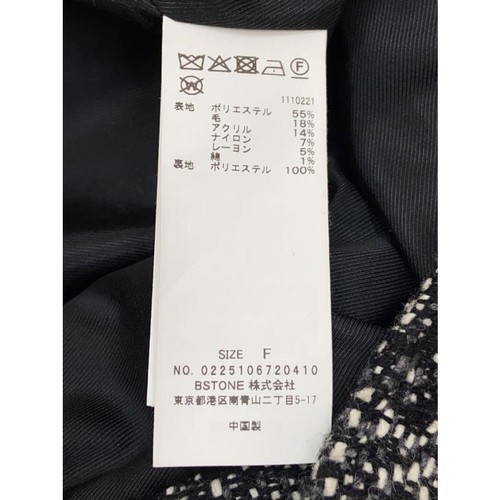 F
W
1110221
表地 ポリエステル 55%
毛 18%
アクリル 14%
ナイロン 7%
レーヨン 5%
綿 1%
裏地 ポリエステル 100%
SIZE F
NO. 0225106720410
BSTONE 株式会社
東京都港区南青山二丁目5-17
中国製